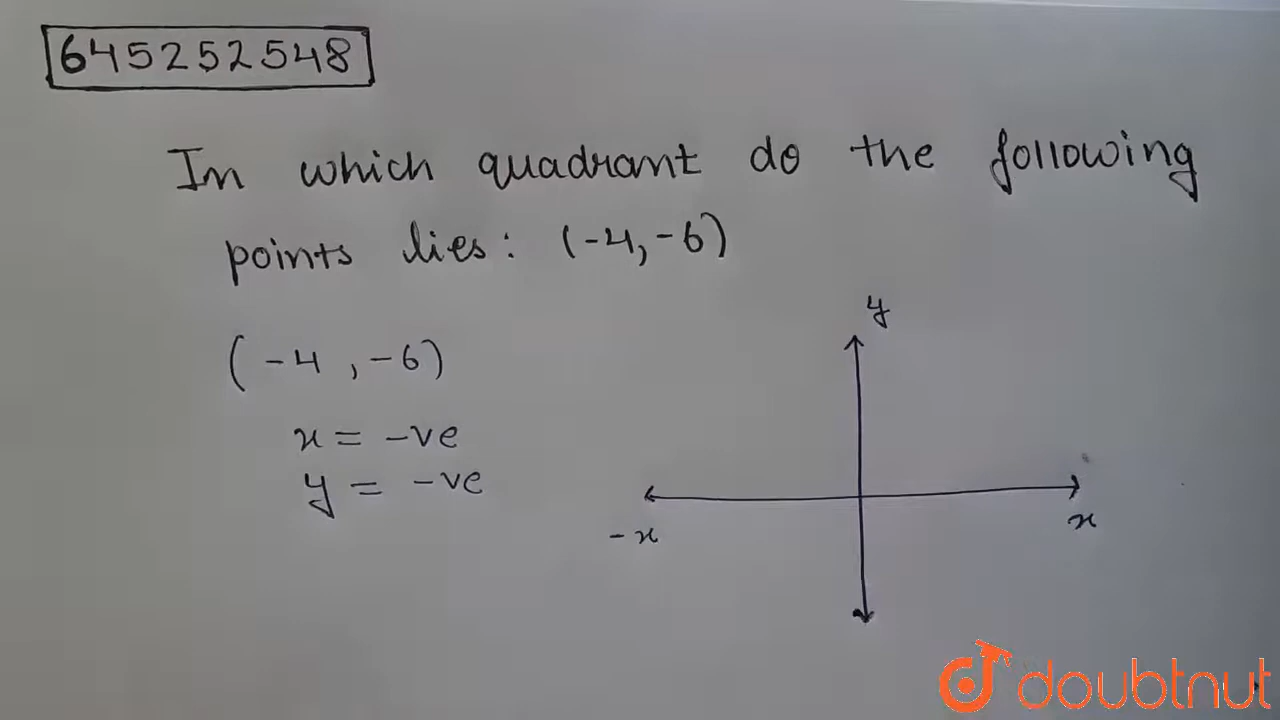 645252548
In which quadrant do the following
points lies: (-4,-6)
(-4, -6)
x = -ve
y = -ve
y
-x
x
doubtnut